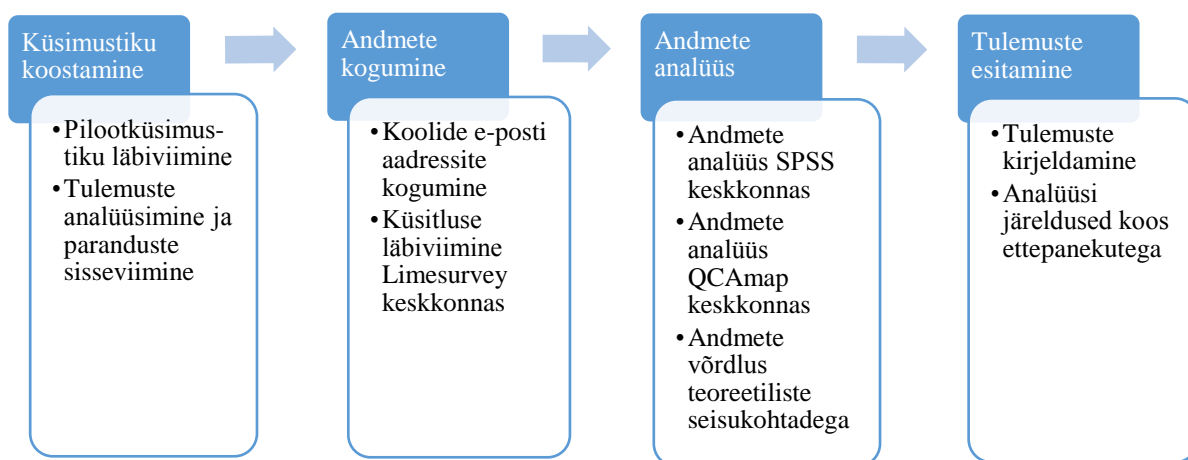 Küsimustiku
koostamine
•Pilootküsimus-
tiku läbiviimine
•Tulemuste
analüüsimine ja
paranduste
sisseviimine
Andmete
kogumine
•Koolide e-posti
aadressite
kogumine
•Küsitluse
läbiviimine
Limesurvey
keskkonnas
Andmete
analüüs
•Andmete
analüüs SPSS
keskkonnas
•Andmete
analüüs
QCAmap
keskkonnas
•Andmete
võrdlus
teoreetiliste
seisukohtadega
Tulemuste
esitamine
•Tulemuste
kirjeldamine
•Analüüsi
järeldused koos
ettepanekutega